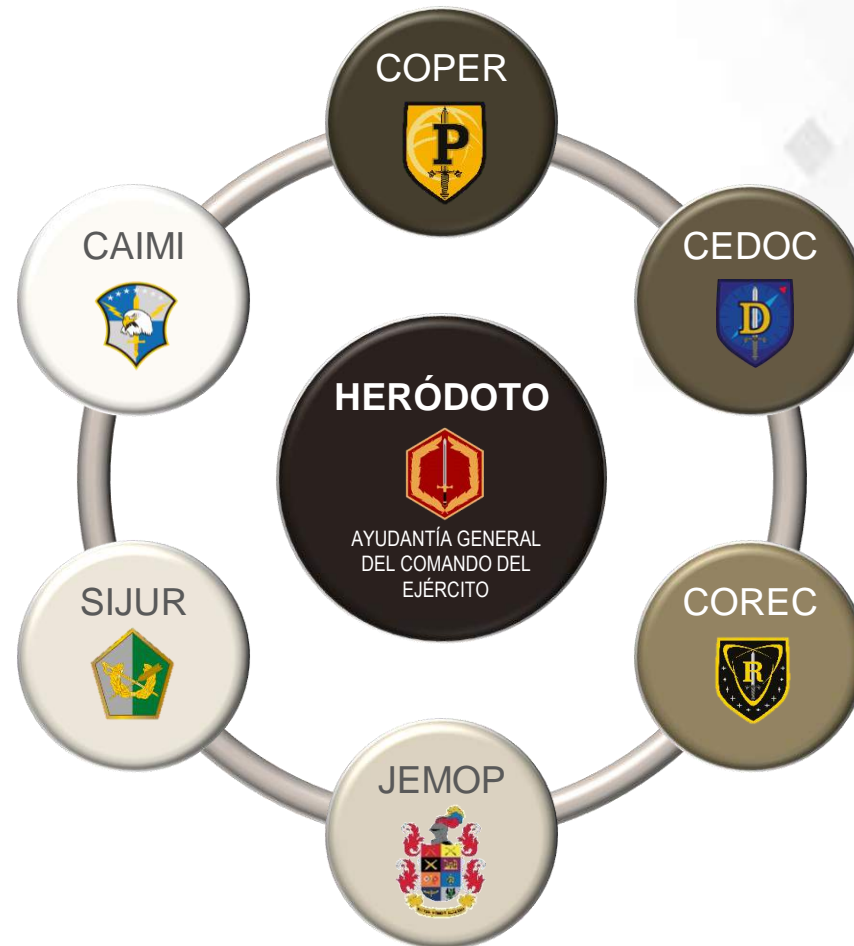 COPER
P
CAIMI
CEDOC
D
HERÓDOTO
AYUDANTÍA GENERAL
DEL COMANDO DEL
EJÉRCITO
SIJUR
COREC
R
JEMOP